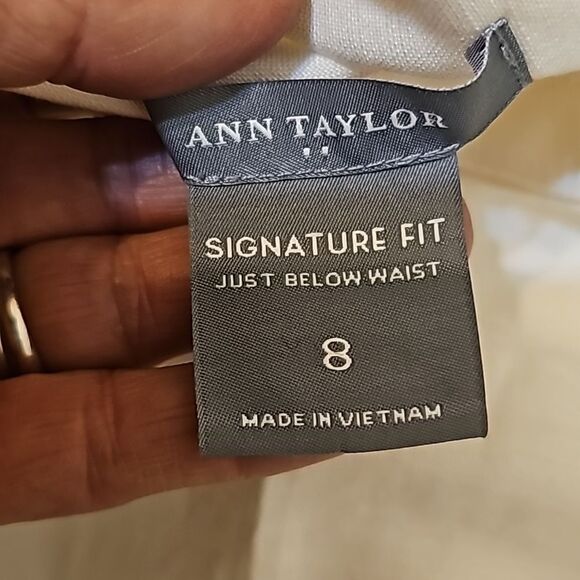 ANN TAYLOR
SIGNATURE FIT
JUST BELOW WAIST
8
MADE IN VIETNAM